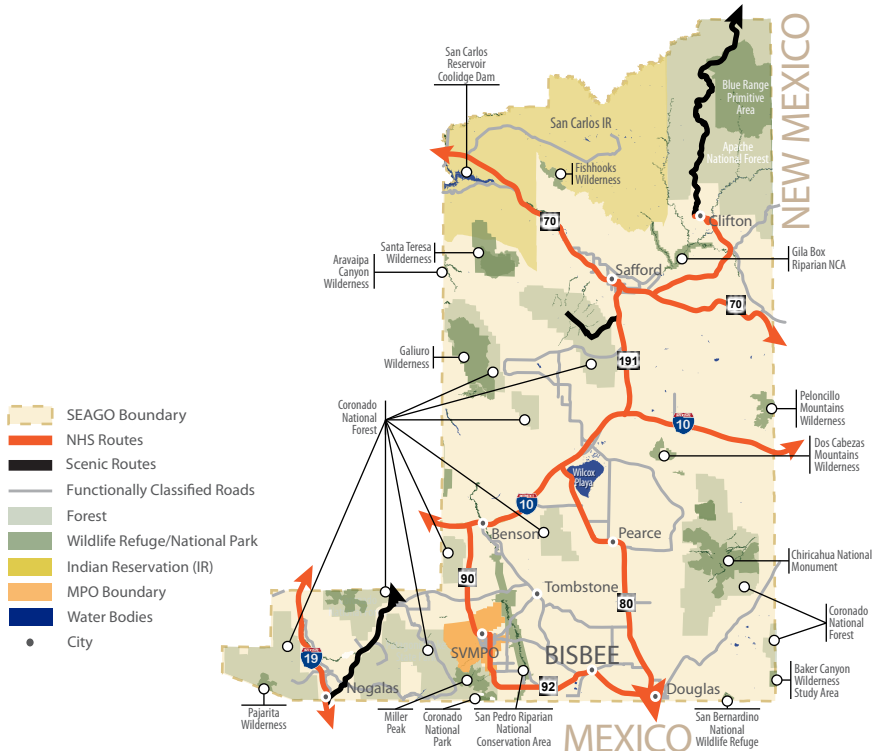 San Carlos
Reservoir
Coolidge Dam
NEW MEXICO
Blue Range
Primitive
Area
San Carlos IR
Apache
National Forest
Fishhooks
Wilderness
70
Clifton
Santa Teresa
Wilderness
Aravaipa
Canyon
Wilderness
Gila Box
Riparian NCA
Safford
70
Galiuro
Wilderness
191
SEAGO Boundary
NHS Routes
Scenic Routes
Functionally Classified Roads
Forest
Wildlife Refuge/National Park
Indian Reservation (IR)
MPO Boundary
Water Bodies
City
Coronado
National
Forest
Peloncillo
Mountains
Wilderness
10
Dos Cabezas
Mountains
Wilderness
Wilcox
Playa
10
Benson
Pearce
Chiricahua National
Monument
90
Tombstone
80
Coronado
National
Forest
19
SVMPO
BISBEE
Nogalas
92
Douglas
Baker Canyon
Wilderness
Study Area
Pajarita
Wilderness
Miller
Peak
Coronado
National
Park
San Pedro Riparian
National
Conservation Area
MEXICO
San Bernardino
National
Wildlife Refuge